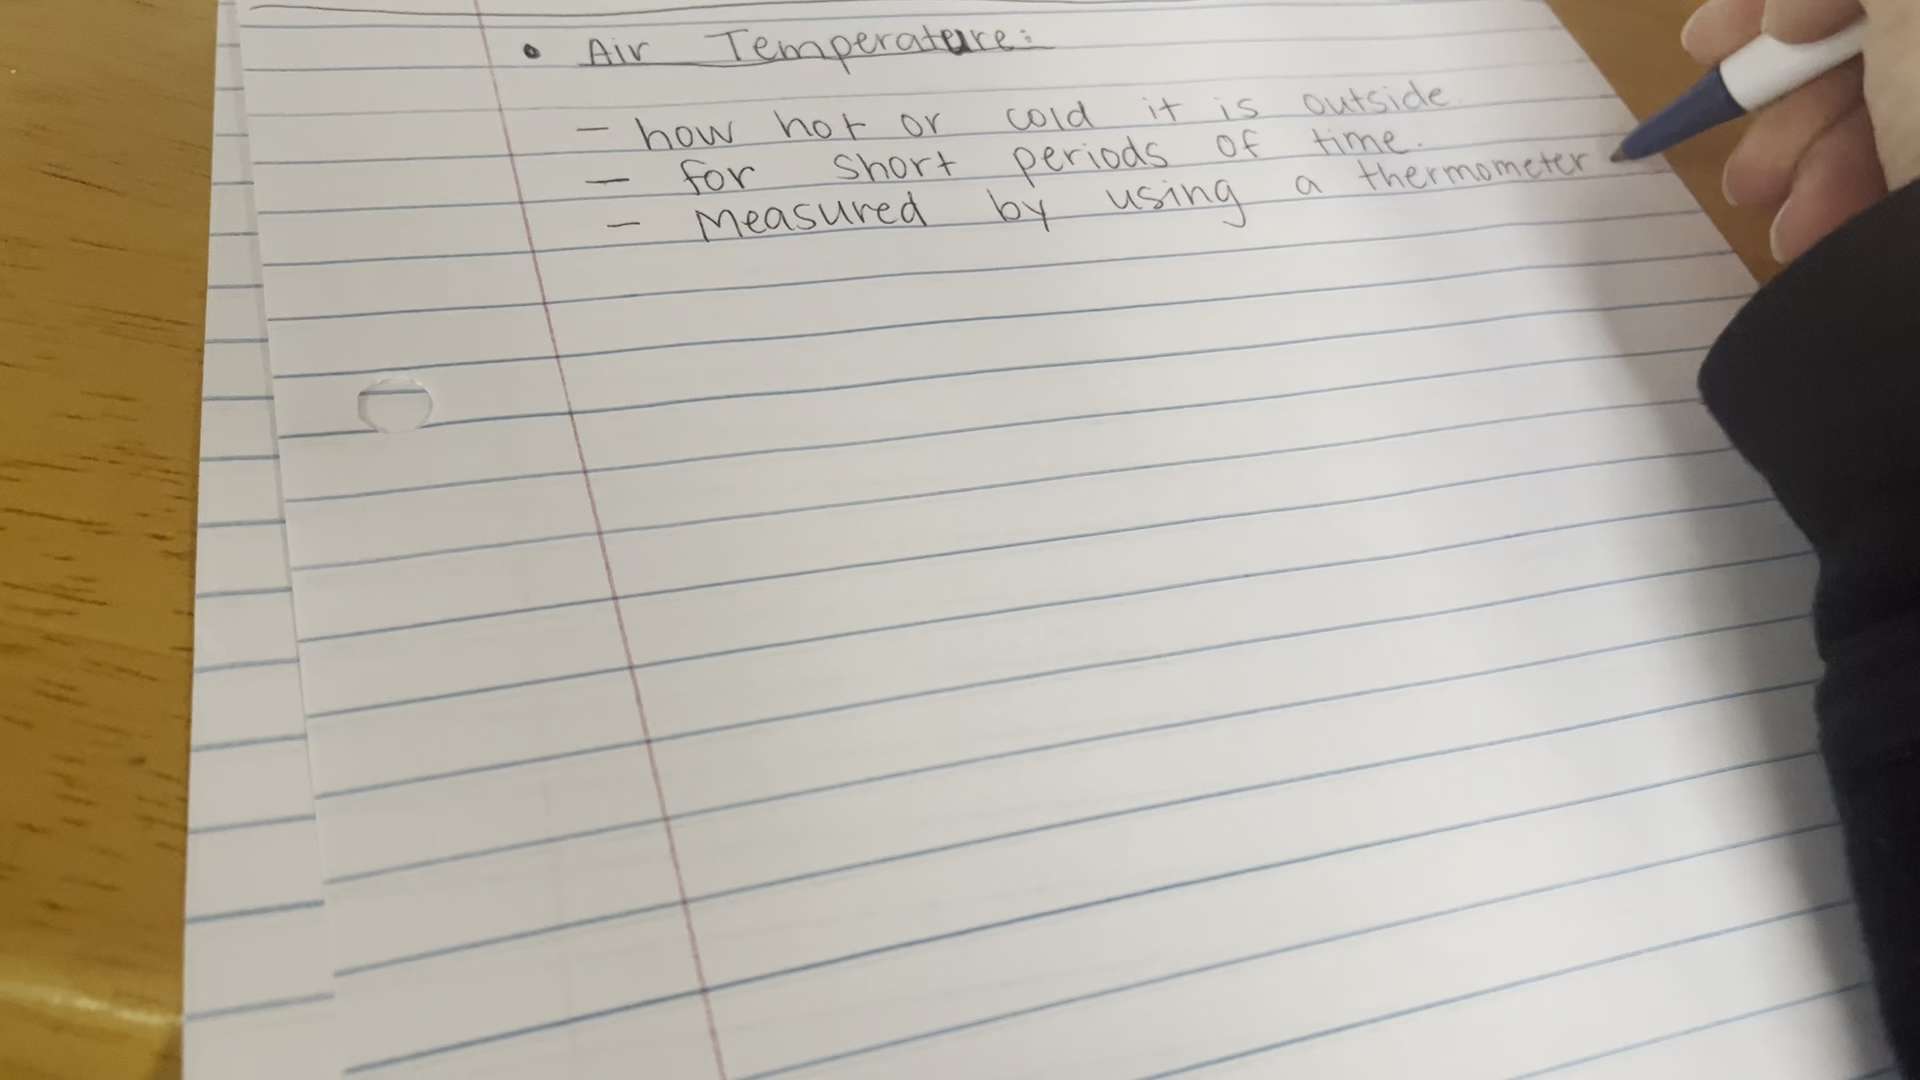 • Air Temperature:
- how hot or cold it is outside.
- for short periods of time.
- Measured by using a thermometer